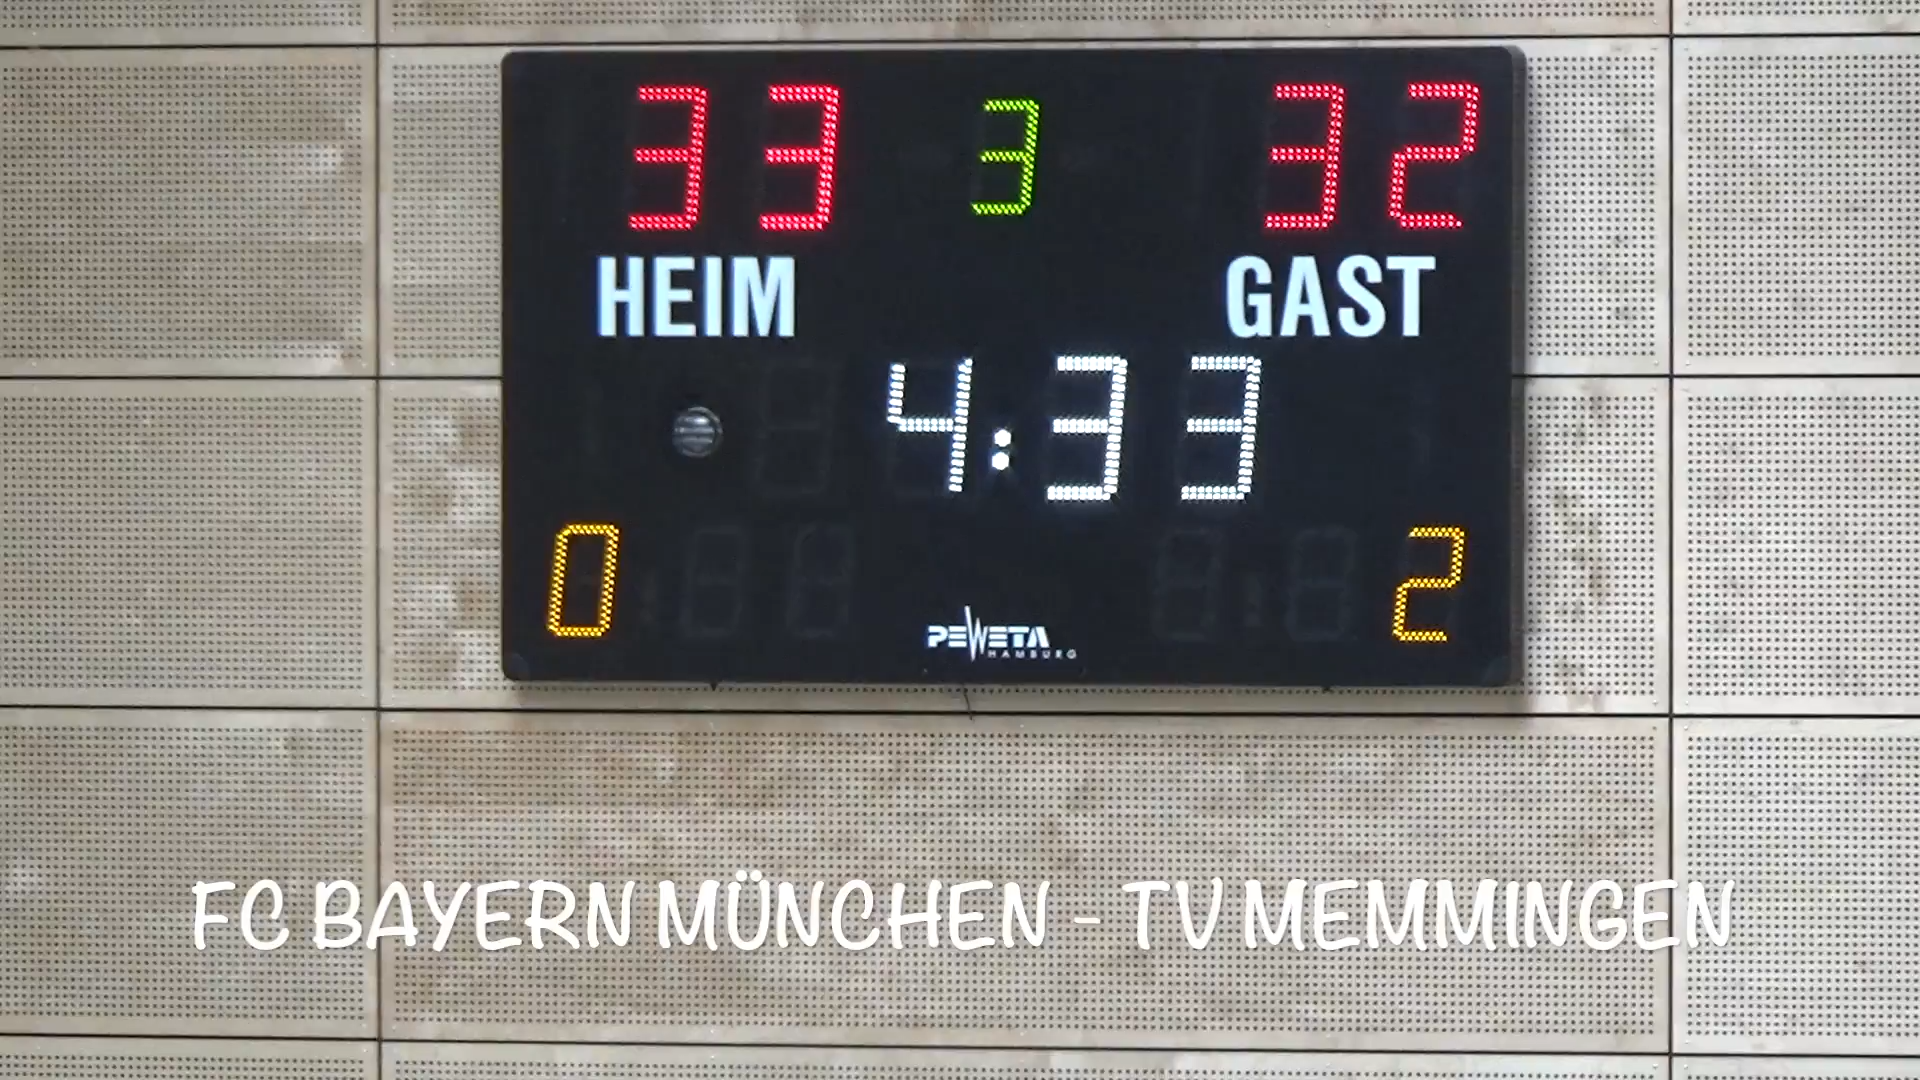 33 3 32
HEIM GAST
4:33
0 2
PEWETA
HAMBURG
FC BAYERN MÜNCHEN - TV MEMMINGEN